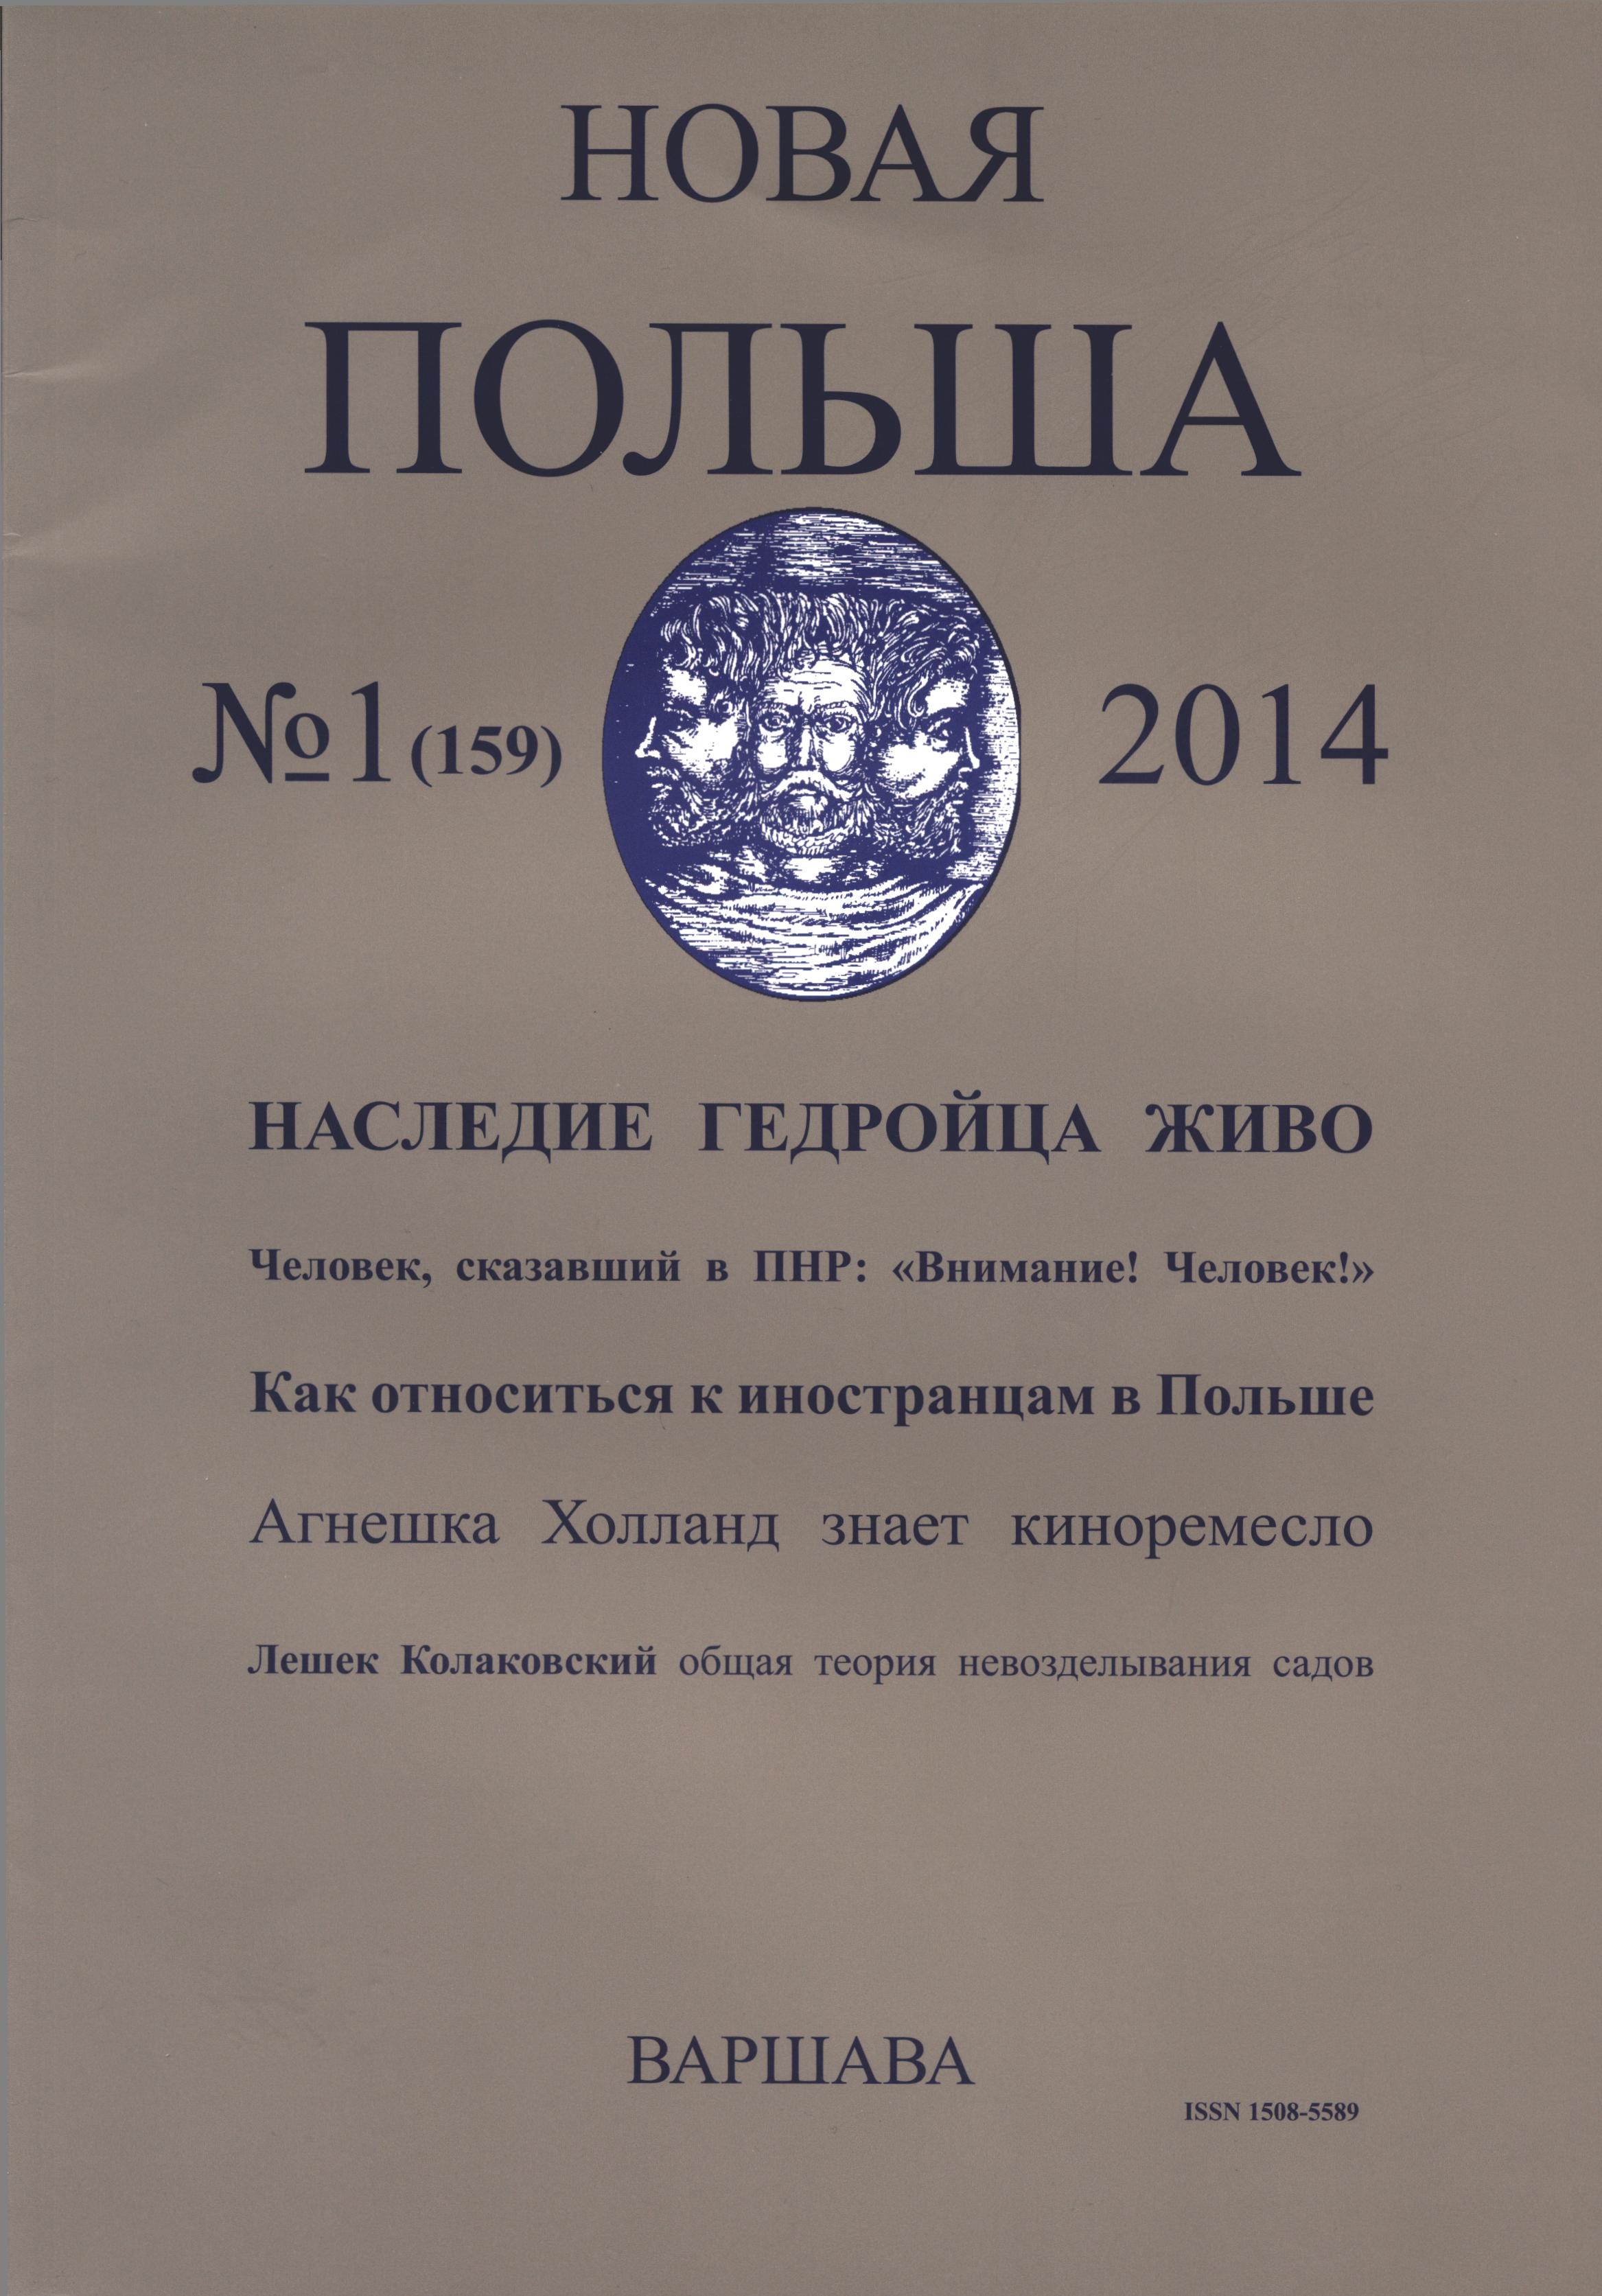 НОВАЯ
ПОЛЬША
№1 (159) 2014
НАСЛЕДИЕ ГЕДРОЙЦА ЖИВО
Человек, сказавший в ПНР: «Внимание! Человек!»
Как относиться к иностранцам в Польше
Агнешка Холланд знает киноремесло
Лешек Колаковский общая теория невозделывания садов
ВАРШАВА
ISSN 1508-5589